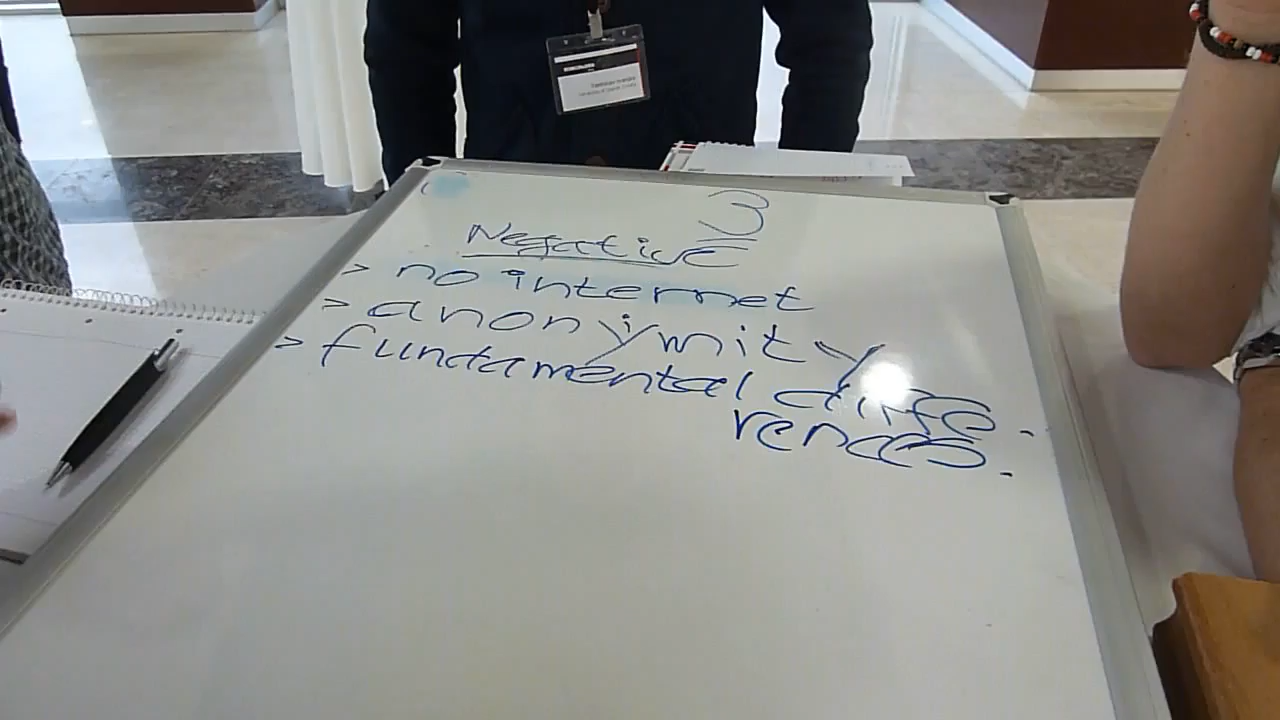 3
Negative
> no internet
> anonymity
> fundamental diffe-
rences.